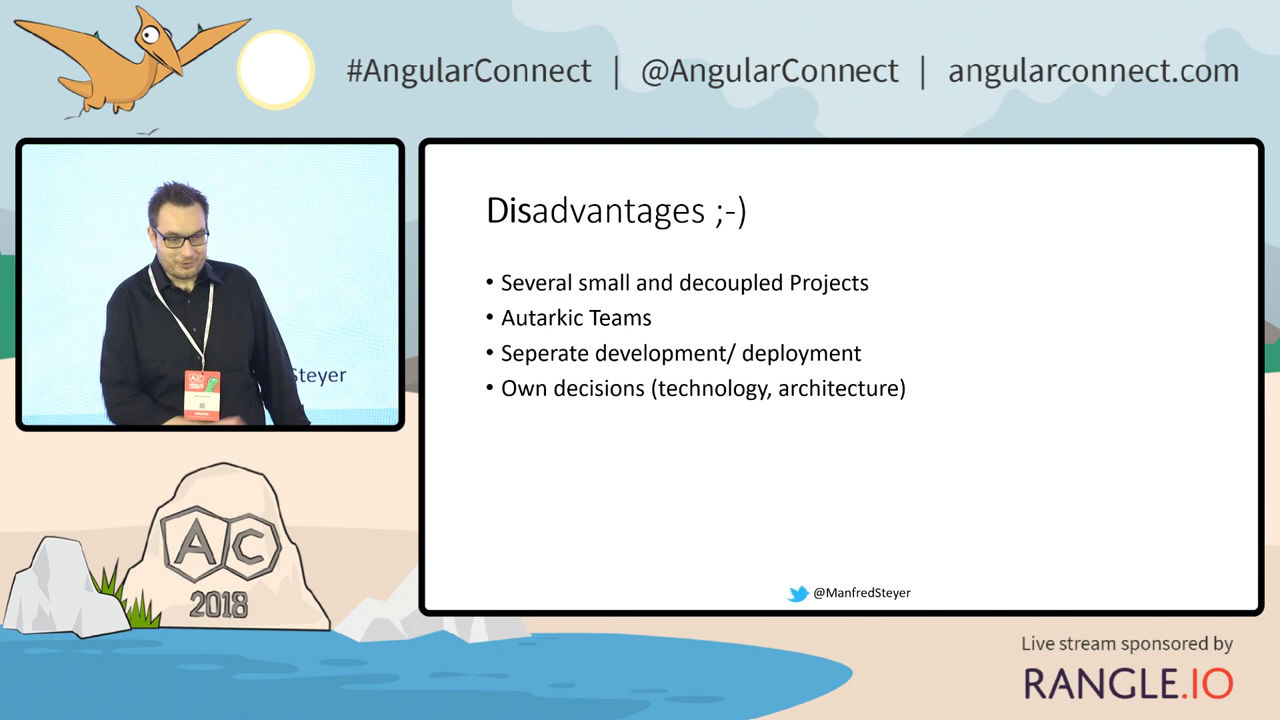 #AngularConnect | @AngularConnect | angularconnect.com
Steyer
Disadvantages ;-)
• Several small and decoupled Projects
• Autarkic Teams
• Seperate development/ deployment
• Own decisions (technology, architecture)
@ManfredSteyer
AC
2018
Live stream sponsored by
RANGLE.IO